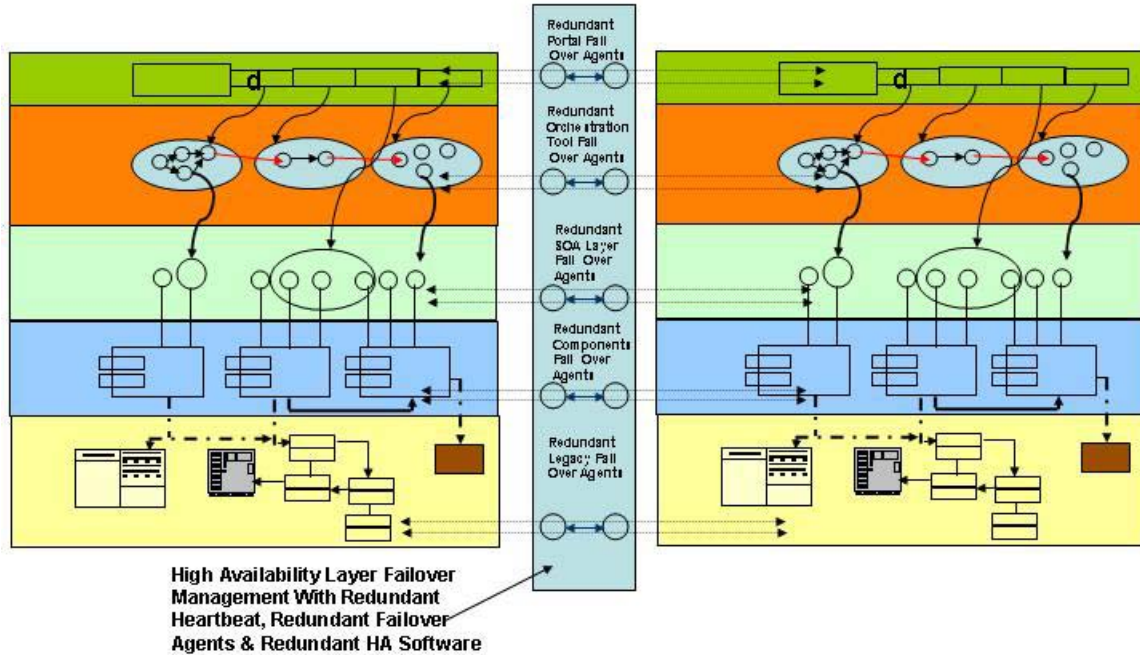 Redundant
Portal Fail
Over Agents
d
d
Redundant
Orchestration
Tool Fail
Over Agents
Redundant
SOA Layer
Fail Over
Agents
Redundant
Components
Fail Over
Agents
Redundant
Legacy Fail
Over Agents
High Availability Layer Failover
Management With Redundant
Heartbeat, Redundant Failover
Agents & Redundant HA Software